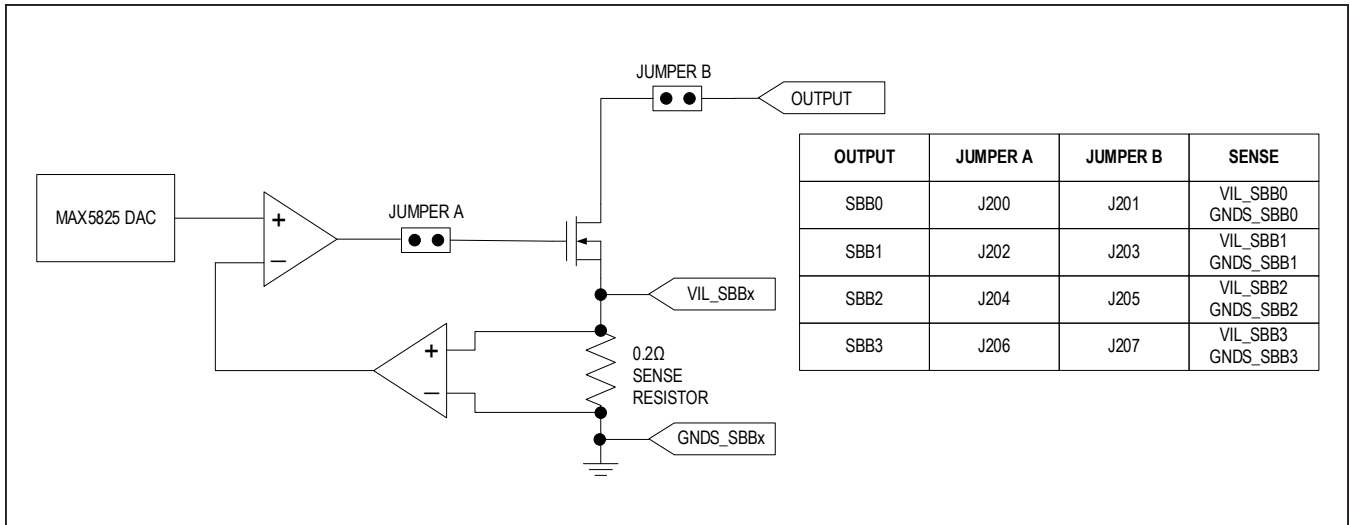 JUMPER B
OUTPUT
MAX5825 DAC
+
−
JUMPER A
VIL_SBBx
+
−
0.2Ω
SENSE
RESISTOR
GNDS_SBBx
OUTPUT JUMPER A JUMPER B SENSE
SBB0 J200 J201 VIL_SBB0
GNDS_SBB0
SBB1 J202 J203 VIL_SBB1
GNDS_SBB1
SBB2 J204 J205 VIL_SBB2
GNDS_SBB2
SBB3 J206 J207 VIL_SBB3
GNDS_SBB3